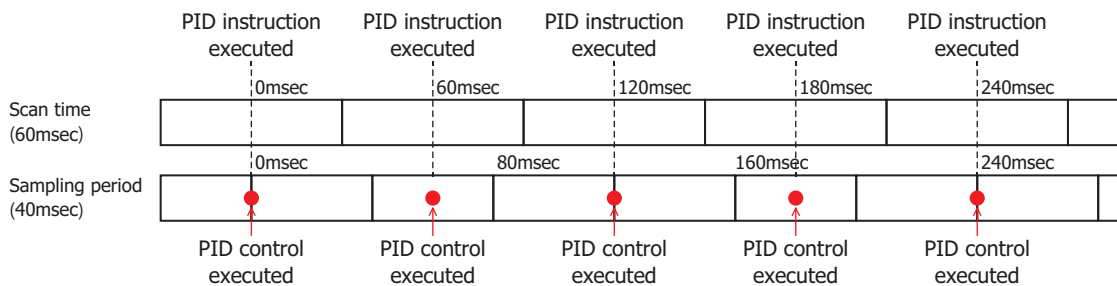 PID instruction executed
PID instruction executed
PID instruction executed
PID instruction executed
PID instruction executed
0msec 60msec 120msec 180msec 240msec
Scan time
(60msec)
0msec 80msec 160msec 240msec
Sampling period
(40msec)
PID control executed
PID control executed
PID control executed
PID control executed
PID control executed